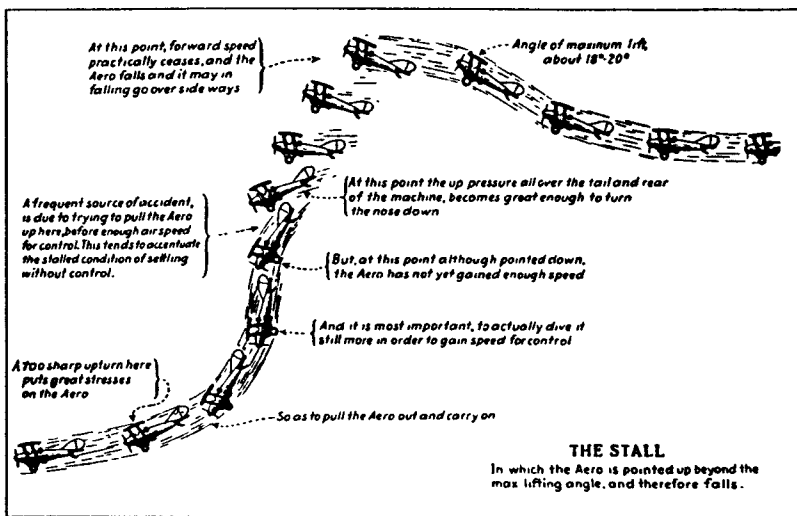 At this point, forward speed
practically ceases, and the
Aero falls and it may in
falling go over side ways
Angle of maximum lift,
about 18°-20°
At this point the up pressure all over the tail and rear
of the machine, becomes great enough to turn
the nose down
A frequent source of accident,
is due to trying to pull the Aero
up here, before enough air speed
for control. This tends to accentuate
the stalled condition of settling
without control.
But, at this point although pointed down,
the Aero has not yet gained enough speed
And it is most important, to actually dive it
still more in order to gain speed for control
A too sharp upturn here
puts great stresses
on the Aero
So as to pull the Aero out and carry on
THE STALL
In which the Aero is pointed up beyond the
max lifting angle, and therefore falls.